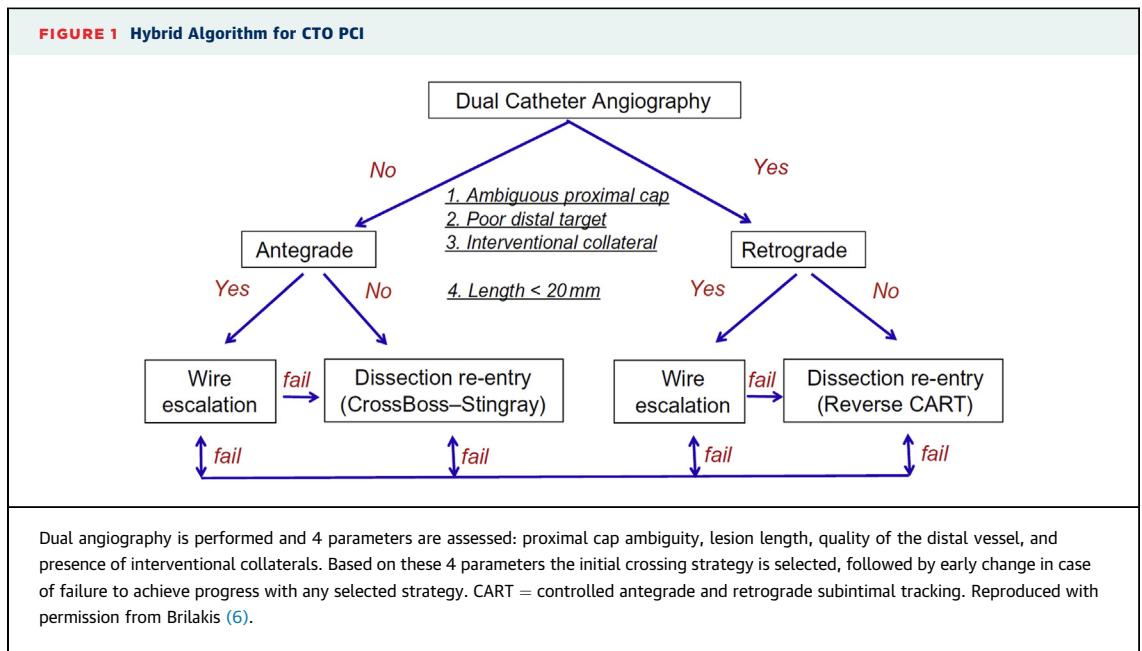 FIGURE 1 Hybrid Algorithm for CTO PCI
Dual Catheter Angiography
No
Yes
1. Ambiguous proximal cap
2. Poor distal target
3. Interventional collateral
Antegrade
Retrograde
Yes
No
4. Length < 20 mm
Yes
No
Wire
escalation
fail
Dissection re-entry
(CrossBoss–Stingray)
Wire
escalation
fail
Dissection re-entry
(Reverse CART)
fail
fail
fail
fail
Dual angiography is performed and 4 parameters are assessed: proximal cap ambiguity, lesion length, quality of the distal vessel, and
presence of interventional collaterals. Based on these 4 parameters the initial crossing strategy is selected, followed by early change in case
of failure to achieve progress with any selected strategy. CART = controlled antegrade and retrograde subintimal tracking. Reproduced with
permission from Brilakis (6).